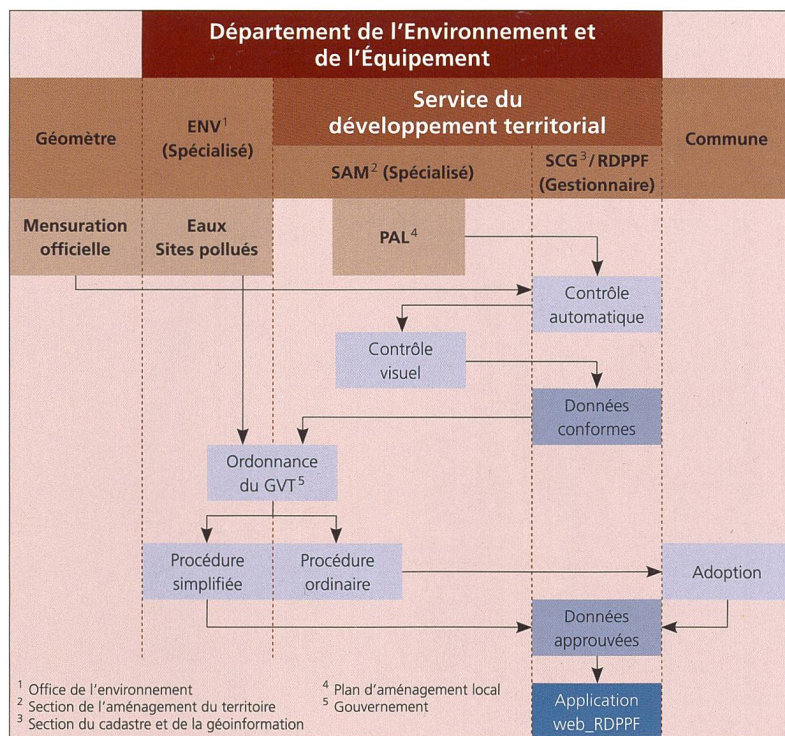 Département de l'Environnement et
de l'Équipement
Géomètre
ENV¹
(Spécialisé)
Service du
développement territorial
SAM² (Spécialisé)
SCG³/RDPPF
(Gestionnaire)
Commune
Mensuration
officielle
Eaux
Sites pollués
PAL⁴
Contrôle
automatique
Contrôle
visuel
Données
conformes
Ordonnance
du GVT⁵
Procédure
simplifiée
Procédure
ordinaire
Adoption
Données
approuvées
Application
web_RDPPF
¹ Office de l'environnement
² Section de l'aménagement du territoire
³ Section du cadastre et de la géoinformation
⁴ Plan d'aménagement local
⁵ Gouvernement